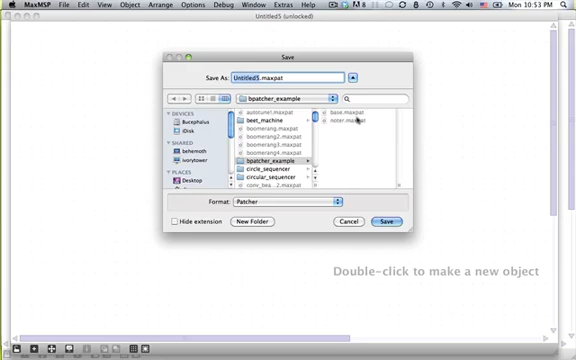 MaxMSP File Edit View Object Arrange Options Debug Extras Window Help Mon 10:53 PM
Untitled5 (unlocked)
Save
Save As: Untitled5.maxpat
bpatcher_example
DEVICES
Bucephalus
iDisk
SHARED
behemoth
ivorytower
PLACES
Desktop
autotune1.maxpat
beet_machine
boomerang.maxpat
boomerang2.maxpat
boomerang3.maxpat
boomerang4.maxpat
bpatcher_example
circle_sequencer
circular_sequencer
conv_bea...2.maxpat
base.maxpat
noter.maxpat
Format: Patcher
Hide extension
New Folder
Cancel
Save
Double-click to make a new object